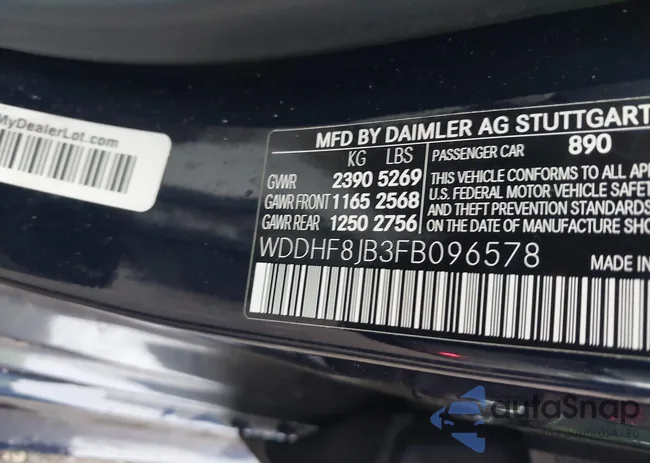 MyDealerLot.com
MFD BY DAIMLER AG STUTTGART
KG LBS
PASSENGER CAR 890
GVWR 2390 5269
GAWR FRONT 1165 2568
GAWR REAR 1250 2756
THIS VEHICLE CONFORMS TO ALL APP
U.S. FEDERAL MOTOR VEHICLE SAFET
AND THEFT PREVENTION STANDARDS
ON THE DATE OF MANUFACTURE SHO
WDDHF8JB3FB096578
MADE IN
autoSnap